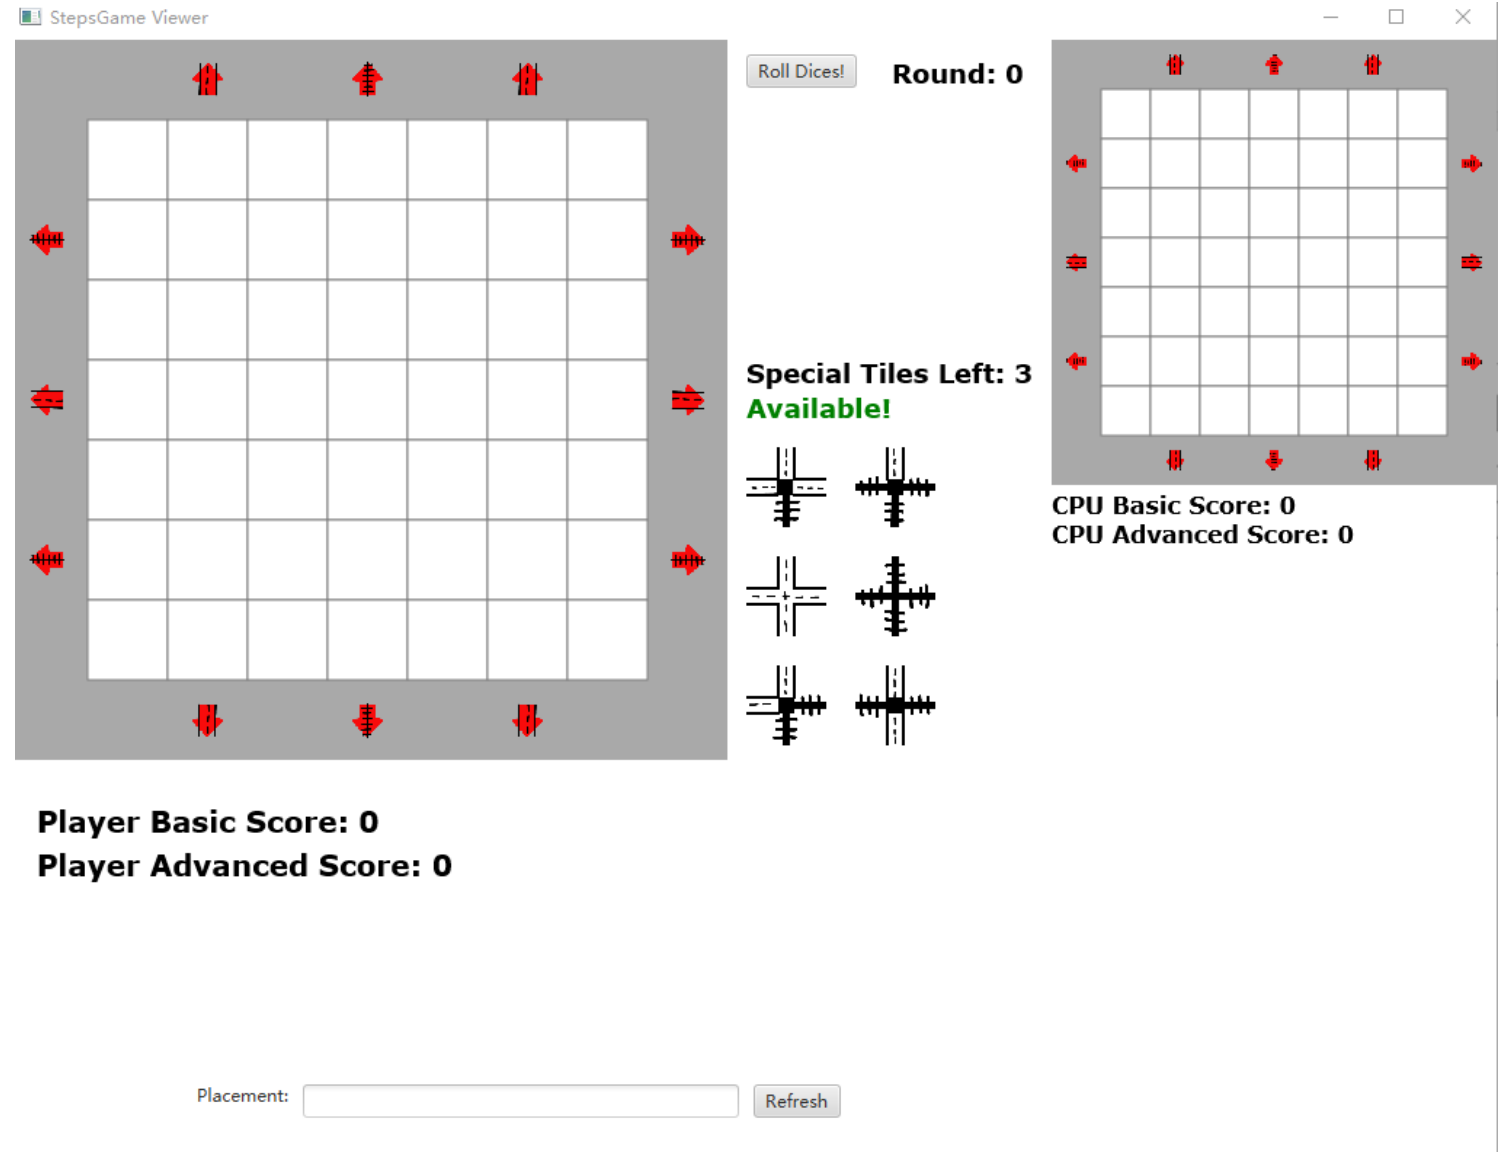 StepsGame Viewer
Roll Dices!
Round: 0
Special Tiles Left: 3
Available!
CPU Basic Score: 0
CPU Advanced Score: 0
Player Basic Score: 0
Player Advanced Score: 0
Placement:
Refresh